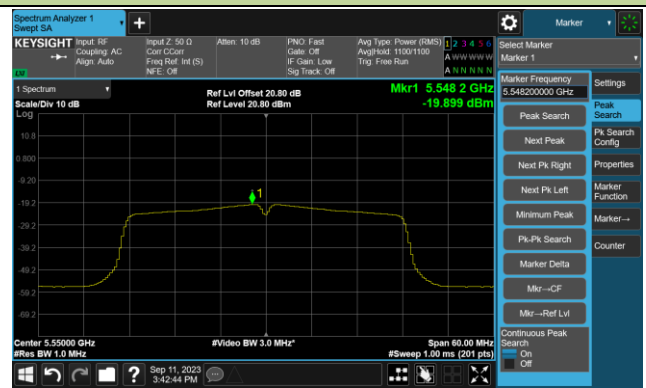 Spectrum Analyzer 1
Swept SA
Marker
KEYSIGHT
Input: RF
Coupling: AC
Align: Auto
Input Z: 50 Ω
Corr CCorr
Freq Ref: Int (S)
NFE: Off
Atten: 10 dB
PNO: Fast
Gate: Off
IF Gain: Low
Sig Track: Off
Avg Type: Power (RMS)
Avg|Hold: 1100/1100
Trig: Free Run
1 2 3 4 5 6
A W W W W W
A N N N N N
Select Marker
Marker 1
1 Spectrum
Scale/Div 10 dB
Log
Ref Lvl Offset 20.80 dB
Ref Level 20.80 dBm
Mkr1 5.548 2 GHz
-19.899 dBm
10.8
0.800
-9.20
-19.2
-29.2
-39.2
-49.2
-59.2
-69.2
1
Center 5.55000 GHz
#Res BW 1.0 MHz
#Video BW 3.0 MHz*
Span 60.00 MHz
#Sweep 1.00 ms (201 pts)
Marker Frequency
5.548200000 GHz
Peak Search
Next Peak
Next Pk Right
Next Pk Left
Minimum Peak
Pk-Pk Search
Marker Delta
Mkr→CF
Mkr→Ref Lvl
Continuous Peak
Search
On
Off
Settings
Peak
Search
Pk Search
Config
Properties
Marker
Function
Marker→
Counter
Sep 11, 2023
3:42:44 PM